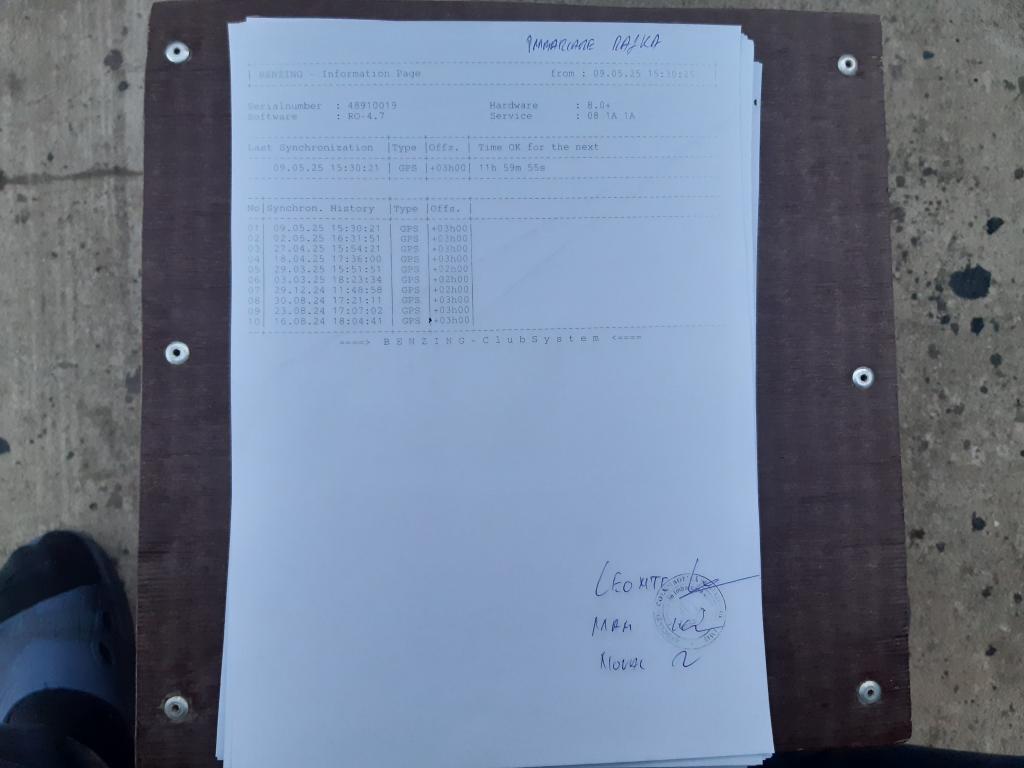 RAJKA
BENZING - Information Page from : 09.05.25 15:30:25
Serialnumber : 48910019 Hardware : 8.0+
Software : RO-4.7 Service : 08 1A 1A
Last Synchronization |Type |Offs. | Time OK for the next
09.05.25 15:30:21 | GPS |+03h00| 11h 59m 55s
No|Synchron. History |Type |Offs. |
01| 09.05.25 15:30:21 | GPS |+03h00|
02| 02.05.25 16:31:51 | GPS |+03h00|
03| 27.04.25 15:54:21 | GPS |+03h00|
04| 18.04.25 17:36:00 | GPS |+03h00|
05| 29.03.25 15:51:51 | GPS |+02h00|
06| 03.03.25 18:23:34 | GPS |+02h00|
07| 29.12.24 11:48:58 | GPS |+02h00|
08| 30.08.24 17:21:11 | GPS |+03h00|
09| 23.08.24 17:07:02 | GPS |+03h00|
10| 16.08.24 18:04:41 | GPS |+03h00|
====> B E N Z I N G - C l u b S y s t e m <====